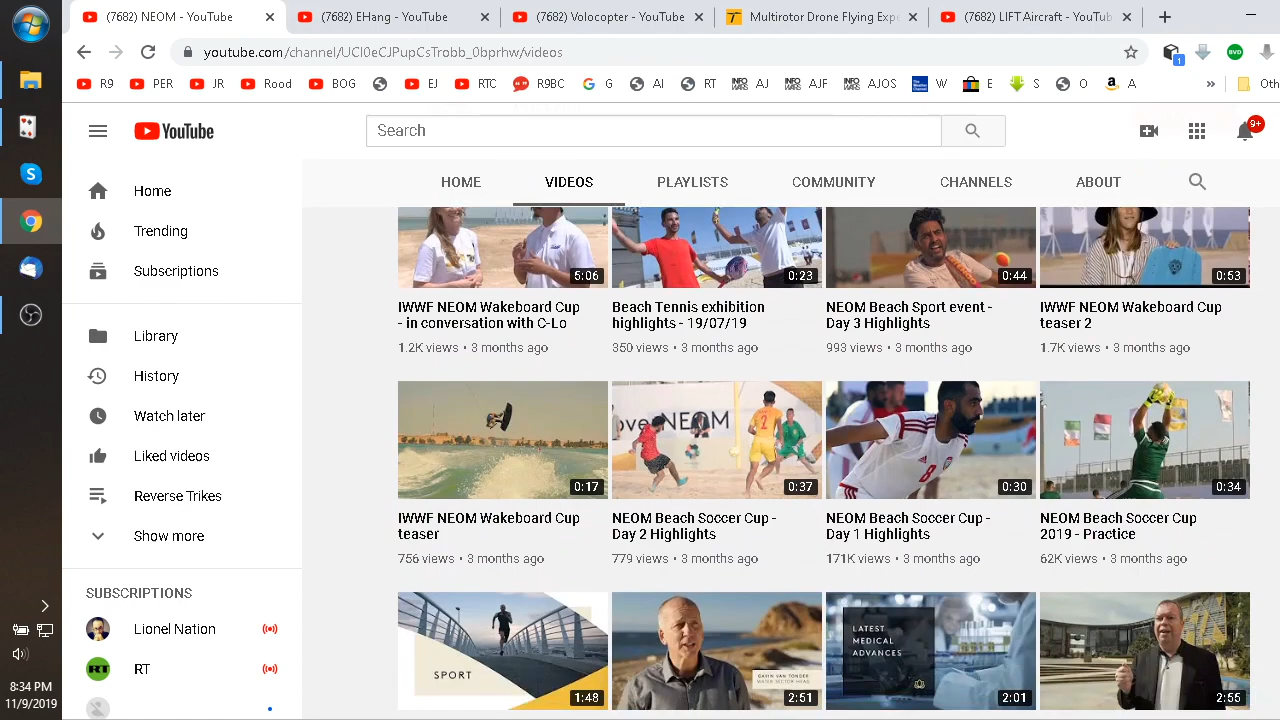 (7682) NEOM - YouTube
(7682) Hang - YouTube
(7682) Volocopter - YouTube
Multirotor Drone Flying Exp
(7682) LIFT Aircraft - YouTub
R9
PER
JR
Rood
BOG
EJ
R9BC
G
AI
RT
AJ
AJF
AJOS
W
E
S
O
A
»
Oth
YouTube
Search
9+
HOME
VIDEOS
PLAYLISTS
COMMUNITY
CHANNELS
ABOUT
Home
Trending
Subscriptions
Library
History
Watch later
Liked videos
Reverse Trikes
Show more
SUBSCRIPTIONS
Lionel Nation
RT
5:06
0:23
0:44
0:53
IWWF NEOM Wakeboard Cup
- in conversation with C-Lo
1.2K views • 3 months ago
Beach Tennis exhibition
highlights - 19/07/19
350 views • 3 months ago
NEOM Beach Sport event -
Day 3 Highlights
993 views • 3 months ago
IWWF NEOM Wakeboard Cup
teaser 2
1.7K views • 3 months ago
0:17
0:37
0:30
0:34
IWWF NEOM Wakeboard Cup
teaser
756 views • 3 months ago
NEOM Beach Soccer Cup -
Day 2 Highlights
779 views • 3 months ago
NEOM Beach Soccer Cup -
Day 1 Highlights
171K views • 3 months ago
NEOM Beach Soccer Cup
2019 - Practice
62K views • 3 months ago
SPORT
1:48
GAVIN VAN TONDER
WATER SECTOR HEAD
2:51
LATEST
MEDICAL
ADVANCES
2:01
2:55
8:34 PM
11/9/2019